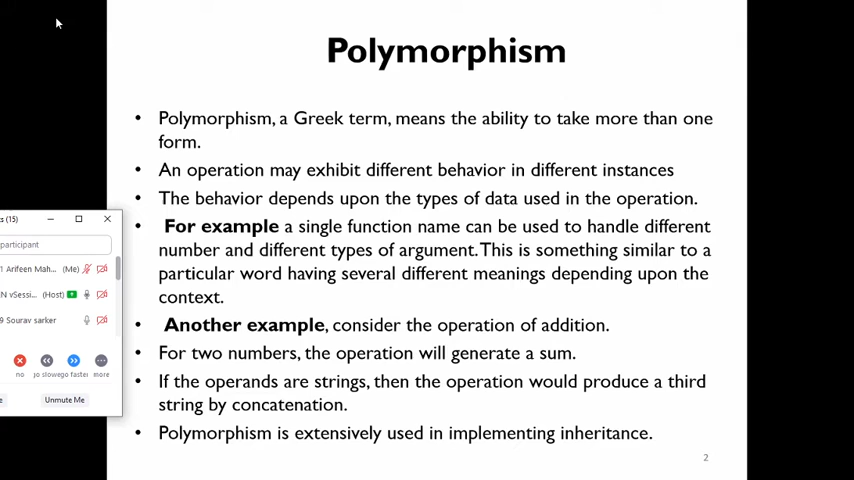 Polymorphism
• Polymorphism, a Greek term, means the ability to take more than one
form.
• An operation may exhibit different behavior in different instances
• The behavior depends upon the types of data used in the operation.
• For example a single function name can be used to handle different
number and different types of argument. This is something similar to a
particular word having several different meanings depending upon the
context.
• Another example, consider the operation of addition.
• For two numbers, the operation will generate a sum.
• If the operands are strings, then the operation would produce a third
string by concatenation.
• Polymorphism is extensively used in implementing inheritance.
2
(15)
participant
Arifeen Mah... (Me)
N vSessi... (Host)
9 Sourav sarker
no
go slower
go faster
more
Unmute Me